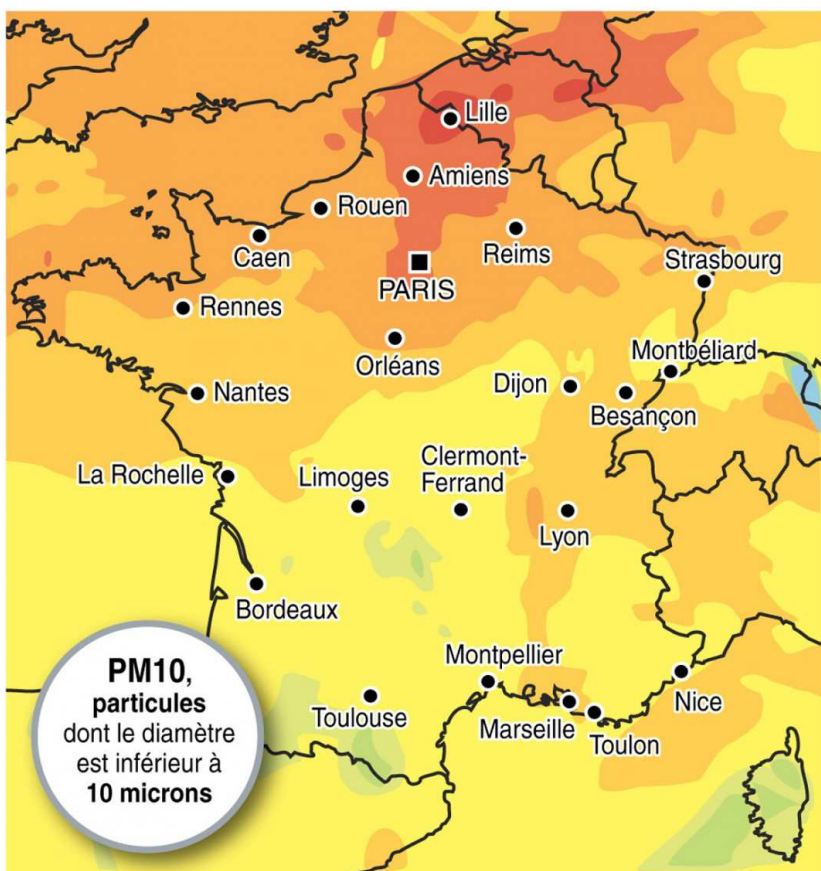 Lille
Amiens
Rouen
Caen
Reims
PARIS
Strasbourg
Rennes
Orléans
Montbéliard
Dijon
Nantes
Besançon
La Rochelle
Limoges
Clermont-
Ferrand
Lyon
Bordeaux
PM10,
particules
dont le diamètre
est inférieur à
10 microns
Montpellier
Toulouse
Marseille
Toulon
Nice